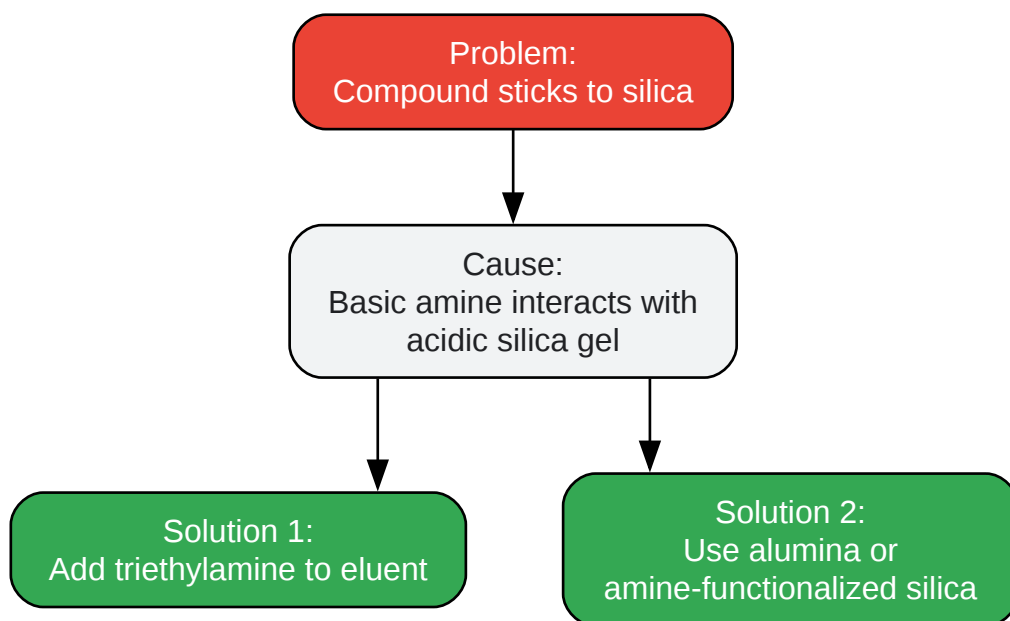 Problem:
Compound sticks to silica
Cause:
Basic amine interacts with
acidic silica gel
Solution 1:
Add triethylamine to eluent
Solution 2:
Use alumina or
amine-functionalized silica